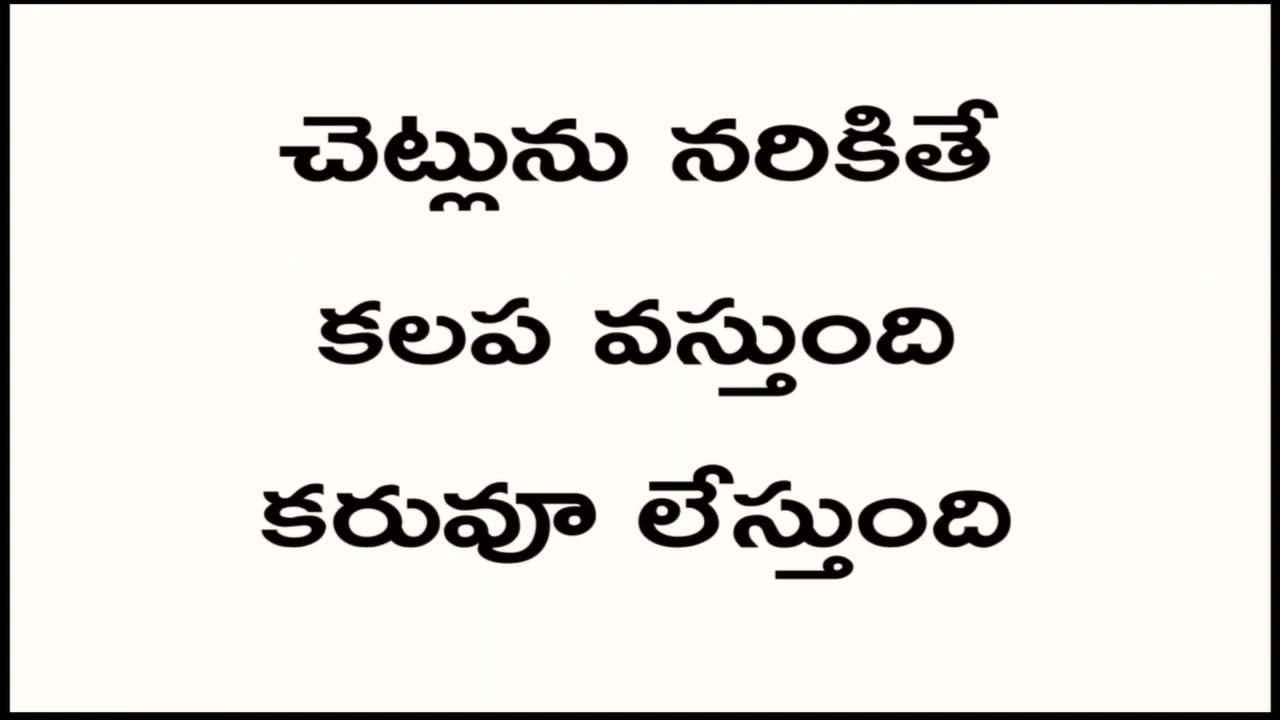 చెట్లును నరికితే
కలప వస్తుంది
కరువూ లేస్తుంది